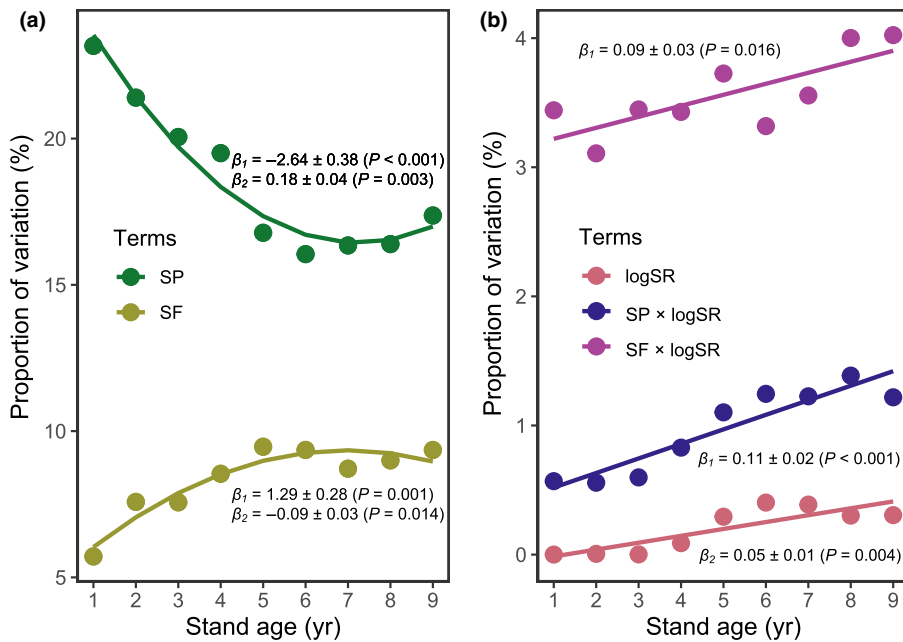 (a)
Proportion of variation (%)
20
15
10
5
β1 = −2.64 ± 0.38 (P < 0.001)
β2 = 0.18 ± 0.04 (P = 0.003)
Terms
SP
SF
β1 = 1.29 ± 0.28 (P = 0.001)
β2 = −0.09 ± 0.03 (P = 0.014)
1 2 3 4 5 6 7 8 9
Stand age (yr)
(b)
Proportion of variation (%)
4
3
2
1
0
β1 = 0.09 ± 0.03 (P = 0.016)
Terms
logSR
SP × logSR
SF × logSR
β1 = 0.11 ± 0.02 (P < 0.001)
β2 = 0.05 ± 0.01 (P = 0.004)
1 2 3 4 5 6 7 8 9
Stand age (yr)